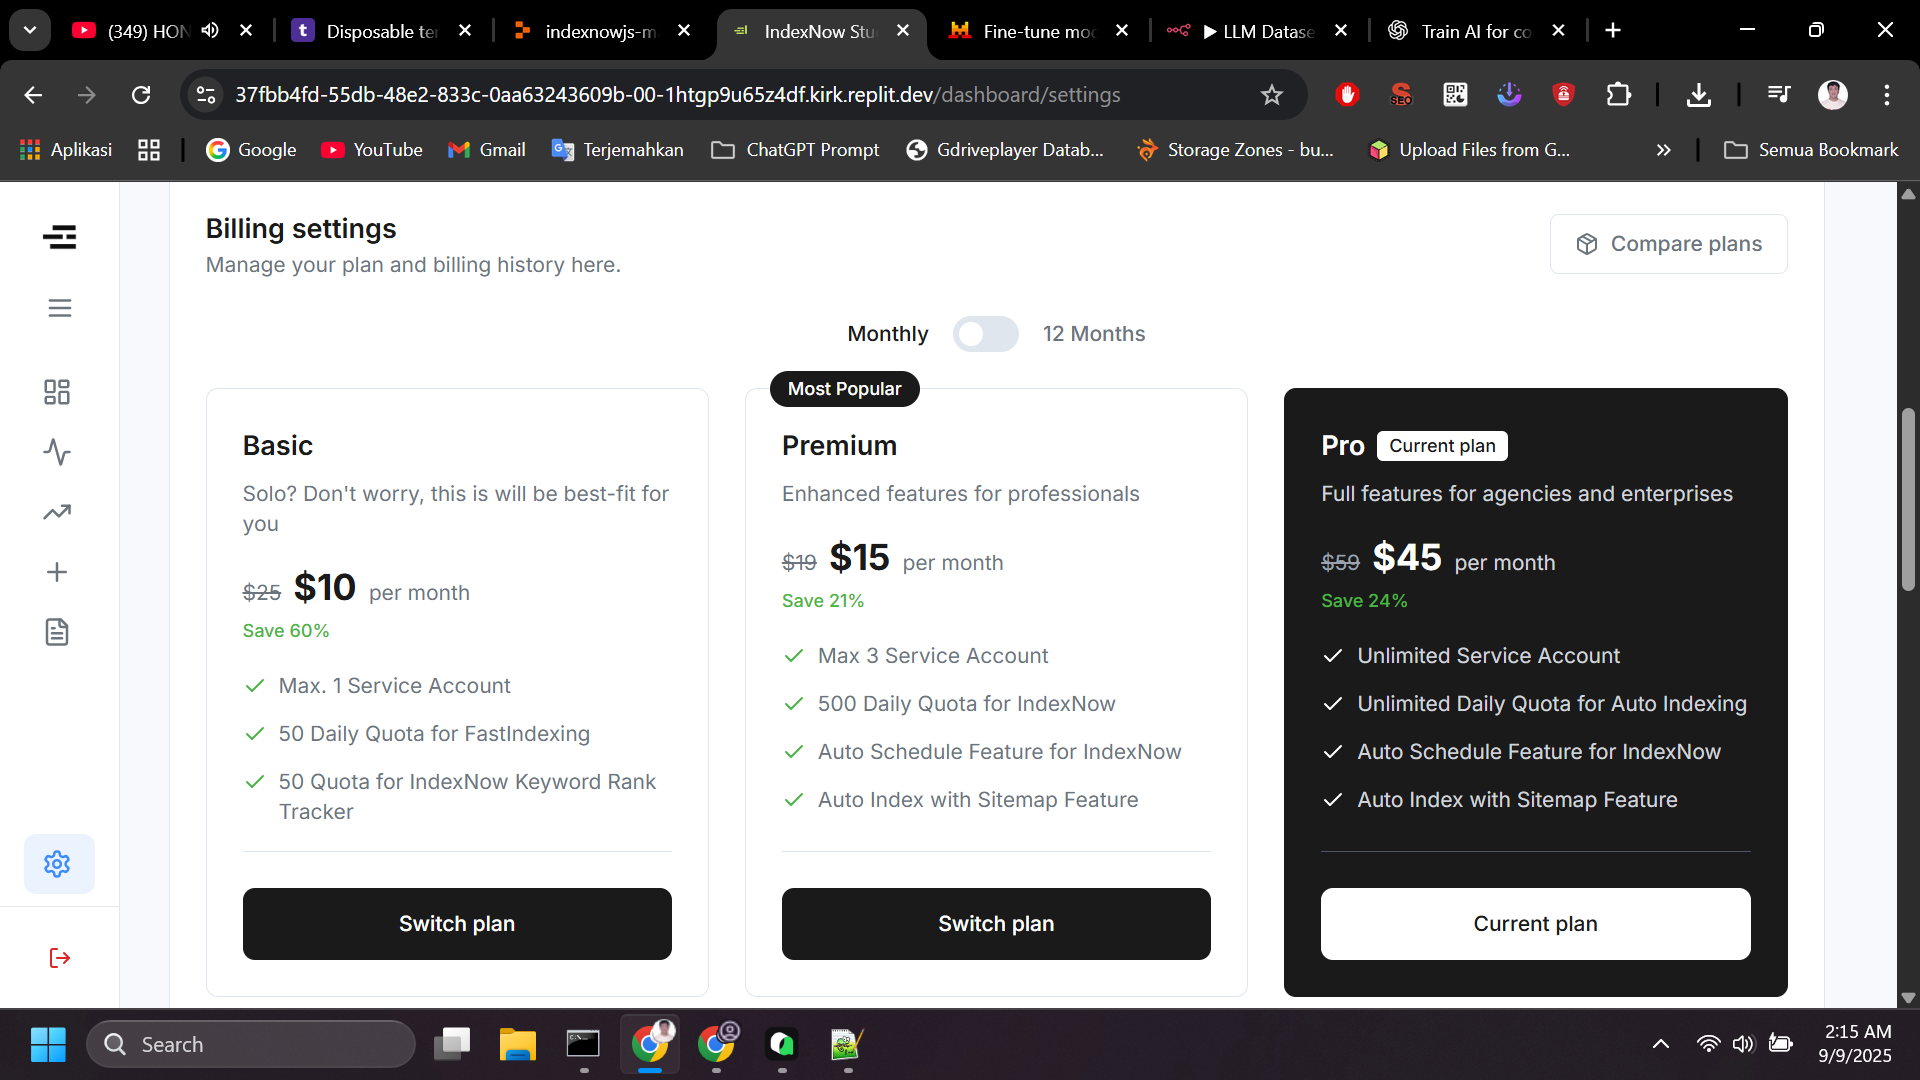 (349) HON
Disposable ter
indexnowjs-m
IndexNow Stu
Fine-tune mod
▶ LLM Datase
Train AI for co
37fbb4fd-55db-48e2-833c-0aa63243609b-00-1htgp9u65z4df.kirk.replit.dev/dashboard/settings
Aplikasi
Google
YouTube
Gmail
Terjemahkan
ChatGPT Prompt
Gdriveplayer Datab...
Storage Zones - bu...
Upload Files from G...
Semua Bookmark
Billing settings
Manage your plan and billing history here.
Compare plans
Monthly
12 Months
Basic
Solo? Don't worry, this is will be best-fit for
you
$25 $10 per month
Save 60%
Max. 1 Service Account
50 Daily Quota for FastIndexing
50 Quota for IndexNow Keyword Rank
Tracker
Switch plan
Most Popular
Premium
Enhanced features for professionals
$19 $15 per month
Save 21%
Max 3 Service Account
500 Daily Quota for IndexNow
Auto Schedule Feature for IndexNow
Auto Index with Sitemap Feature
Switch plan
Pro Current plan
Full features for agencies and enterprises
$59 $45 per month
Save 24%
Unlimited Service Account
Unlimited Daily Quota for Auto Indexing
Auto Schedule Feature for IndexNow
Auto Index with Sitemap Feature
Current plan
Search
2:15 AM
9/9/2025